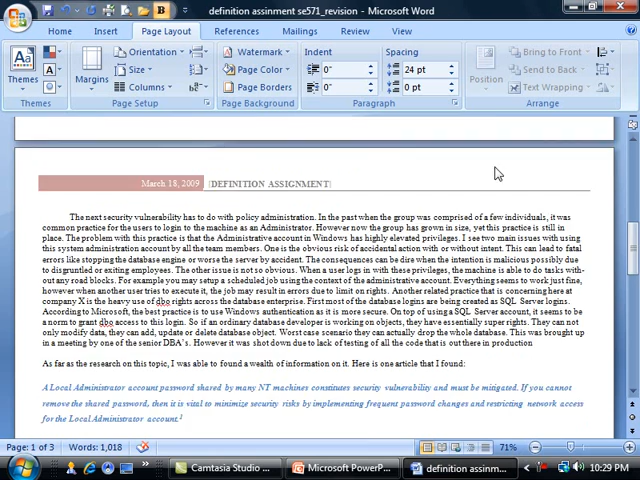 definition assinment se571_revision - Microsoft Word
Home Insert Page Layout References Mailings Review View
Themes
Margins
Orientation
Size
Columns
Watermark
Page Color
Page Borders
Indent
0"
0"
Spacing
24 pt
0 pt
Position
Bring to Front
Send to Back
Text Wrapping
Themes Page Setup Page Background Paragraph Arrange
March 18, 2009 [DEFINITION ASSIGNMENT]
The next security vulnerability has to do with policy administration. In the past when the group was comprised of a few individuals, it was
common practice for the users to login to the machine as an Administrator. However now the group has grown in size, yet this practice is still in
place. The problem with this practice is that the Administrative account in Windows has highly elevated privileges. I see two main issues with using
this system administration account by all the team members. One is the obvious risk of accidental action with or without intent. This can lead to fatal
errors like stopping the database engine or worse the server by accident. The consequences can be dire when the intention is malicious possibly due
to disgruntled or exiting employees. The other issue is not so obvious. When a user logs in with these privileges, the machine is able to do tasks with-
out any road blocks. For example you may setup a scheduled job using the context of the administrative account. Everything seems to work just fine,
however when another user tries to execute it, the job may result in errors due to limit on rights. Another related practice that is concerning here at
company X is the heavy use of dbo rights across the database enterprise. First most of the database logins are being created as SQL Server logins.
According to Microsoft, the best practice is to use Windows authentication as it is more secure. On top of using a SQL Server account, it seems to be
a norm to grant dbo access to this login. So if an ordinary database developer is working on objects, they have essentially super rights. They can not
only modify data, they can add, update or delete database object. Worst case scenario they can actually drop the whole database. This was brought up
in a meeting by one of the senior DBA's. However it was shot down due to lack of testing of all the code that is out there in production
As far as the research on this topic, I was able to found a wealth of information on it. Here is one article that I found:
A Local Administrator account password shared by many NT machines constitutes security vulnerability and must be mitigated. If you cannot
remove the shared password, then it is vital to minimize security risks by implementing frequent password changes and restricting network access
for the Local Administrator account.1
Page: 1 of 3 Words: 1,018 71%
Camtasia Studio ... Microsoft PowerP... definition assinm... 10:29 PM